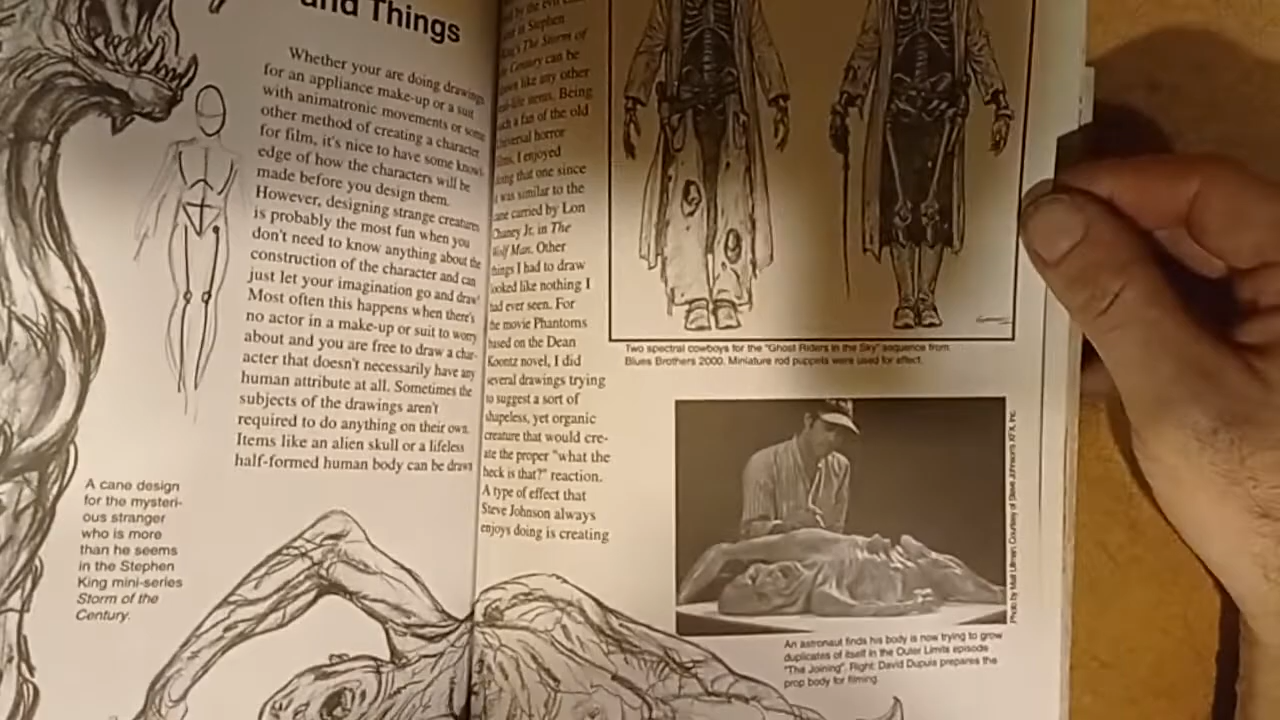 and Things
Whether your are doing drawings
for an appliance make-up or a suit
with animatronic movements or some
other method of creating a character
for film, it's nice to have some knowl-
edge of how the characters will be
made before you design them.
However, designing strange creatures
is probably the most fun when you
don't need to know anything about the
construction of the character and can
just let your imagination go and draw!
Most often this happens when there's
no actor in a make-up or suit to worry
about and you are free to draw a char-
acter that doesn't necessarily have any
human attribute at all. Sometimes the
subjects of the drawings aren't
required to do anything on their own.
Items like an alien skull or a lifeless
half-formed human body can be drawn
A cane design
for the mysteri-
ous stranger
who is more
than he seems
in the Stephen
King mini-series
Storm of the
Century.
by the evil
in Stephen
The Storm of
Century can be
like any other
items. Being
such a fan of the old
Universal horror
films, I enjoyed
doing that one since
it was similar to the
cane carried by Lon
Chaney Jr. in The
Wolf Man. Other
things I had to draw
looked like nothing I
had ever seen. For
the movie Phantoms
based on the Dean
Koontz novel, I did
several drawings trying
to suggest a sort of
shapeless, yet organic
creature that would cre-
ate the proper "what the
heck is that?" reaction.
A type of effect that
Steve Johnson always
enjoys doing is creating
Two spectral cowboys for the "Ghost Riders in the Sky" sequence from
Blues Brothers 2000. Miniature rod puppets were used for effect.
Photo by Matt Ullman. Courtesy of Steve Johnson's XFX, Inc.
An astronaut finds his body is now trying to grow
duplicates of itself in the Outer Limits episode
"The Joining". Right: David Dupuis prepares the
prop body for filming.